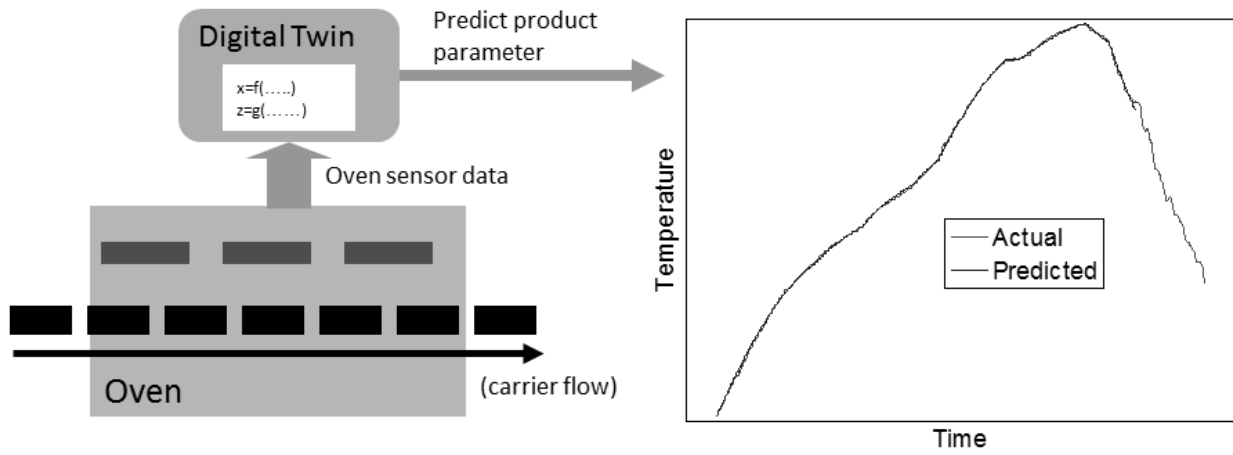 Digital Twin
x=f(.....)
z=g(......)
Predict product
parameter
Oven sensor data
Oven
(carrier flow)
Temperature
Actual
Predicted
Time